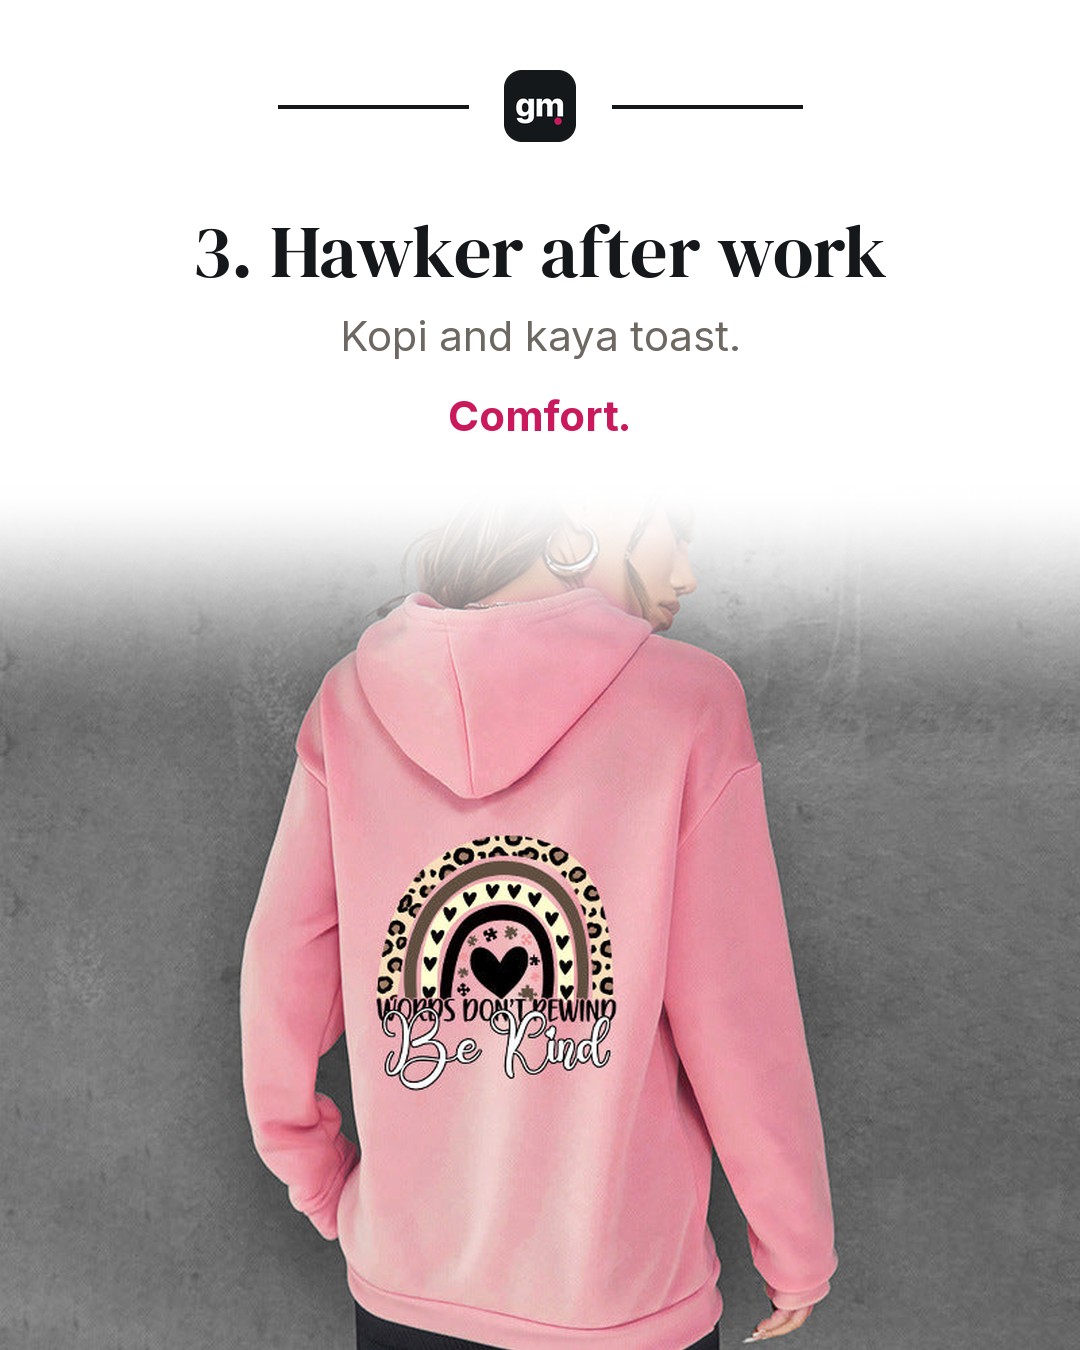 gm.
3. Hawker after work
Kopi and kaya toast.
Comfort.
WORDS DON'T REWIND
Be Kind